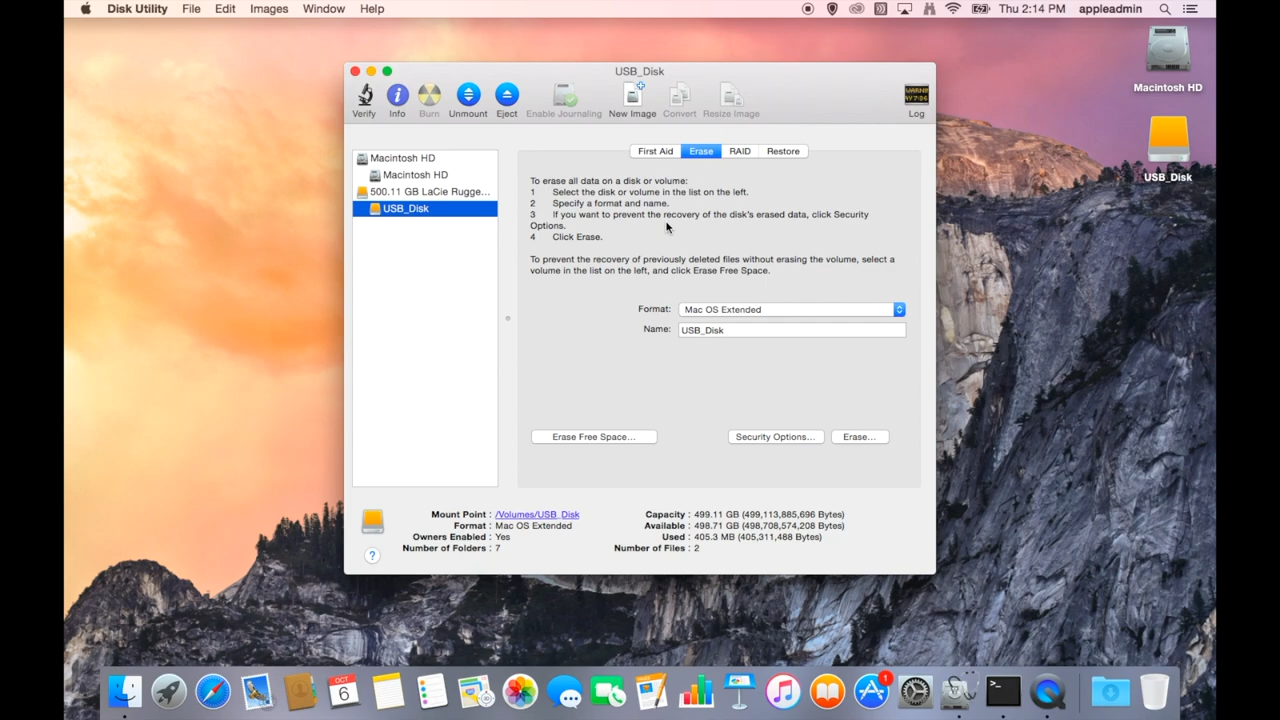 Disk Utility File Edit Images Window Help Thu 2:14 PM appleadmin
Macintosh HD
USB_Disk
USB_Disk
Verify Info Burn Unmount Eject Enable Journaling New Image Convert Resize Image Log
Macintosh HD
Macintosh HD
500.11 GB LaCie Rugge...
USB_Disk
First Aid Erase RAID Restore
To erase all data on a disk or volume:
1 Select the disk or volume in the list on the left.
2 Specify a format and name.
3 If you want to prevent the recovery of the disk's erased data, click Security
Options.
4 Click Erase.
To prevent the recovery of previously deleted files without erasing the volume, select a
volume in the list on the left, and click Erase Free Space.
Format: Mac OS Extended
Name: USB_Disk
Erase Free Space... Security Options... Erase...
Mount Point : /Volumes/USB_Disk Capacity : 499.11 GB (499,113,885,696 Bytes)
Format : Mac OS Extended Available : 498.71 GB (498,708,574,208 Bytes)
Owners Enabled : Yes Used : 405.3 MB (405,311,488 Bytes)
Number of Folders : 7 Number of Files : 2
?
OCT
6
1